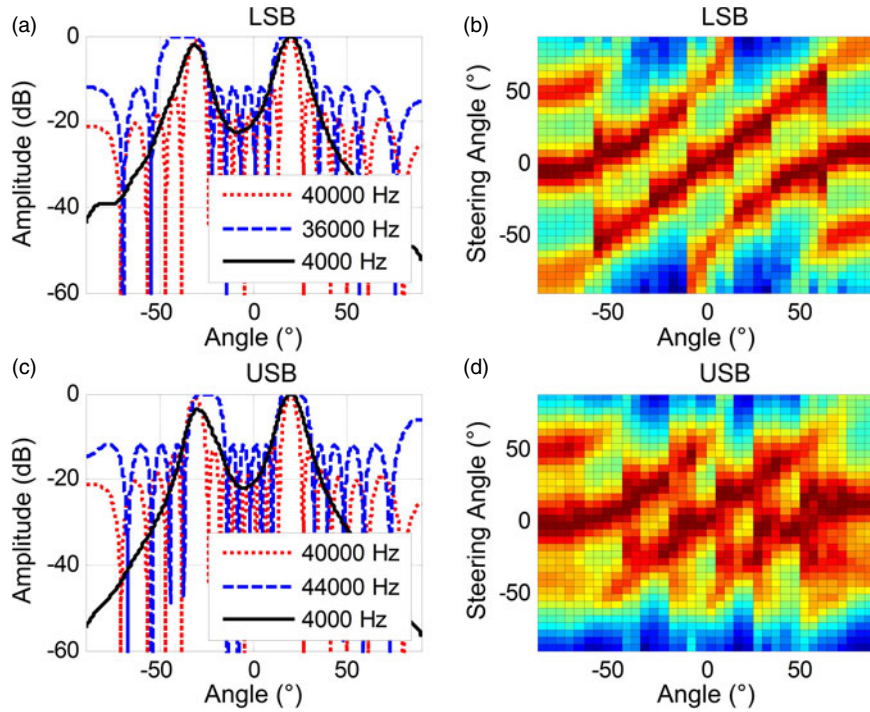 (a)
LSB
Amplitude (dB)
0
-20
-40
-60
-50
0
50
Angle (°)
40000 Hz
36000 Hz
4000 Hz
(b)
LSB
Steering Angle (°)
50
0
-50
-50
0
50
Angle (°)
(c)
USB
Amplitude (dB)
0
-20
-40
-60
-50
0
50
Angle (°)
40000 Hz
44000 Hz
4000 Hz
(d)
USB
Steering Angle (°)
50
0
-50
-50
0
50
Angle (°)